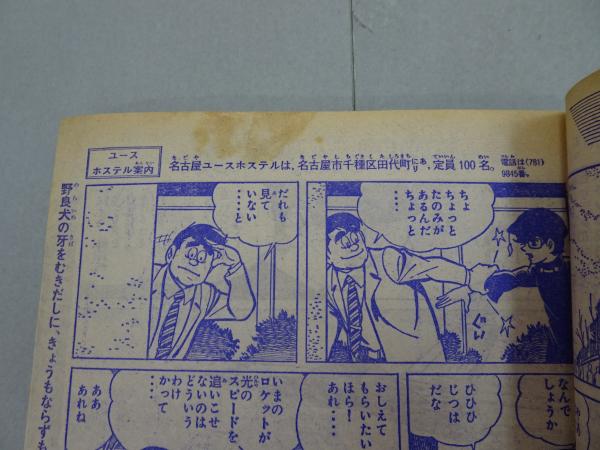 ユース
ホステル案内
名古屋ユースホステルは、名古屋市千種区田代町にあり、定員100名。
電話は(781)
9845番。
野良犬の牙をむきだしに、きょうもならずも
ちょっと
ちょっと
たのみが
あるんだ
ちょっと
‥‥
だれも
見て
いない
‥‥と
ぐい
なんで
しょうか
ひひひ
じつは
だな
おしえて
もらいたい
ほら!
あれ‥‥
いまの
ロケットが
光の
スピードを
追いこせ
ないのは
どういう
わけ
かって
‥‥
ああ
あれね